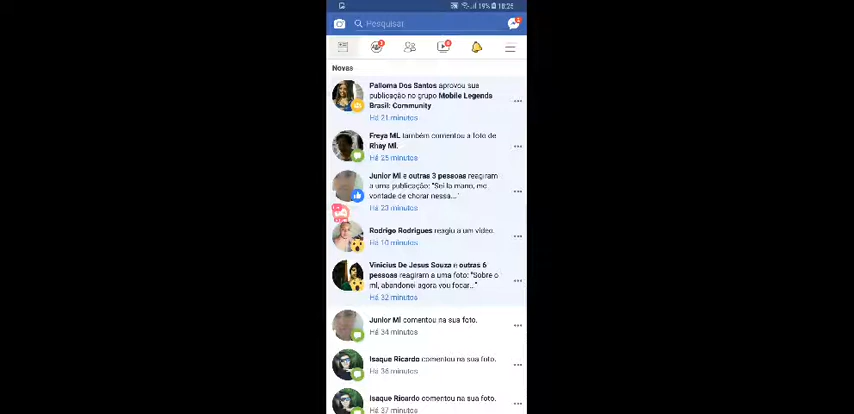 19% 18:25
Pesquisar
Novas
Palloma Dos Santos aprovou sua
publicação no grupo Mobile Legends
Brasil: Community
Há 21 minutos
Freya ML também comentou a foto de
Rhay Ml.
Há 25 minutos
Junior Ml e outras 3 pessoas reagiram
a uma publicação: "Sei la mano, mo
vontade de chorar nessa..."
Há 23 minutos
Rodrigo Rodrigues reagiu a um vídeo.
Há 10 minutos
Vinicius De Jesus Souza e outras 6
pessoas reagiram a uma foto: "Sobre o
ml, abandonei agora vou focar..."
Há 32 minutos
Junior Ml comentou na sua foto.
Há 34 minutos
Isaque Ricardo comentou na sua foto.
Há 36 minutos
Isaque Ricardo comentou na sua foto.
Há 37 minutos